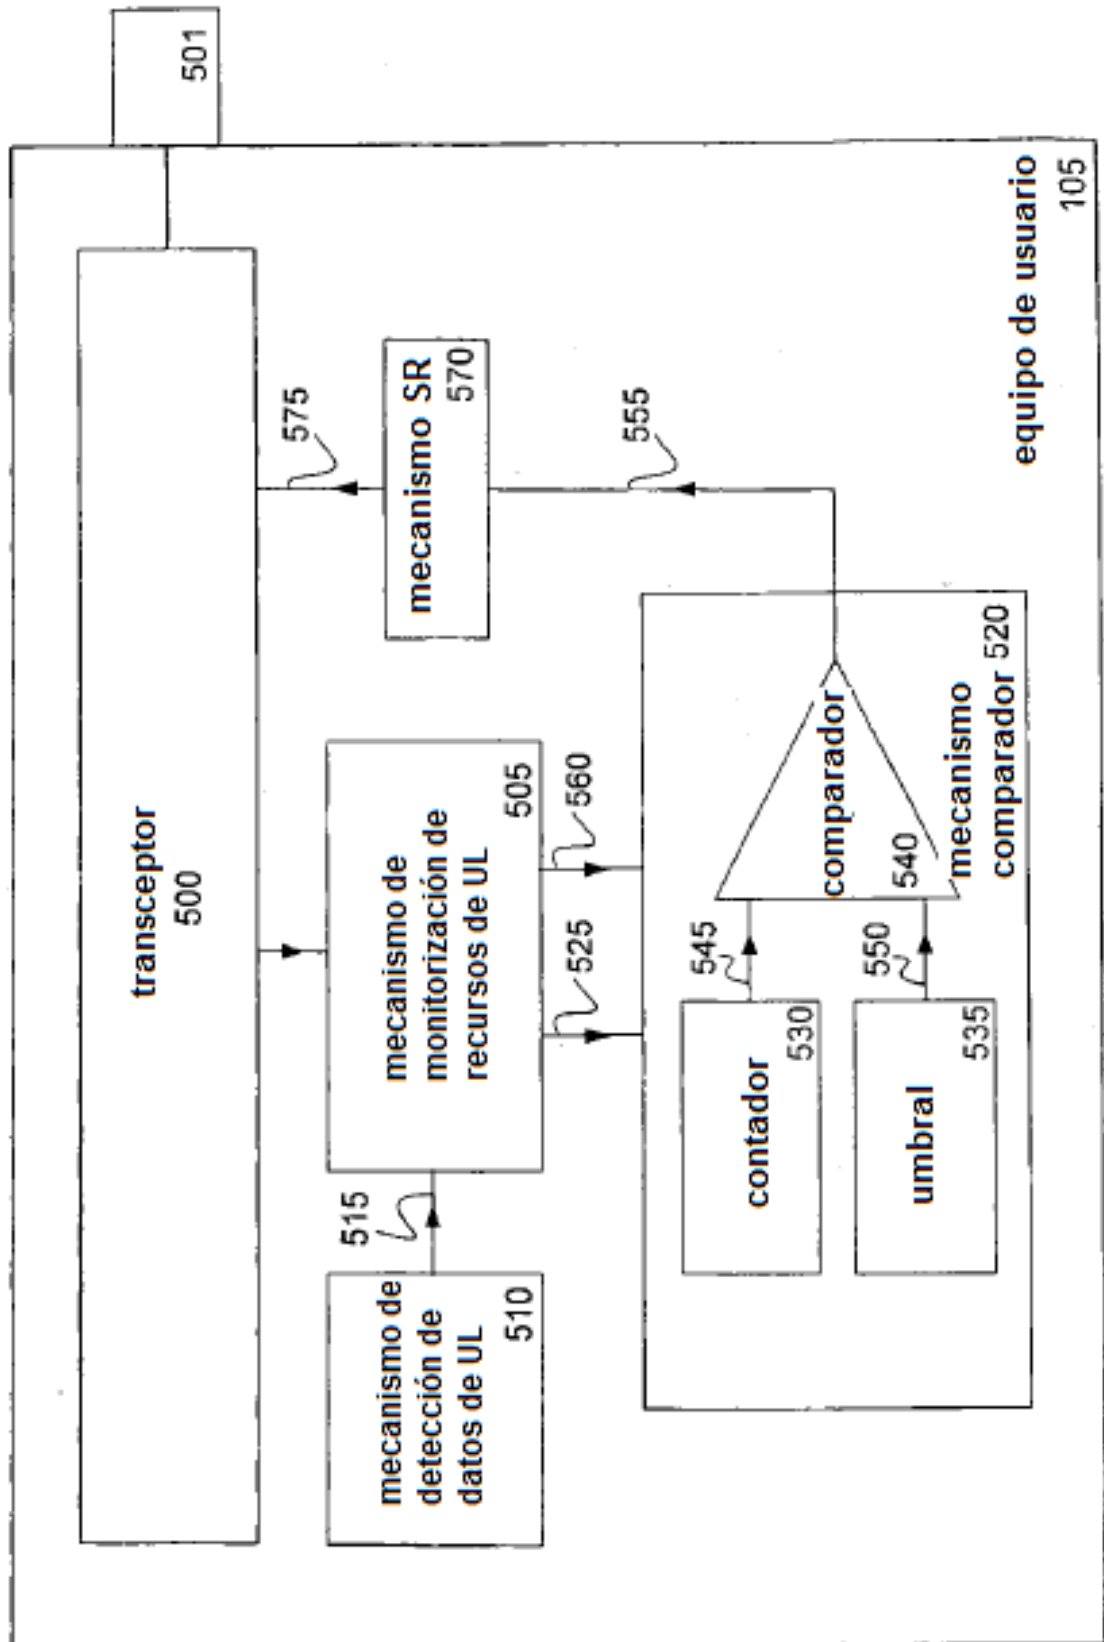 501
transceptor
500
575
mecanismo SR
570
555
mecanismo de
monitorización de
recursos de UL
505
515
mecanismo de
detección de
datos de UL
510
525
560
contador
530
545
umbral
535
550
comparador
540
mecanismo
comparador 520
equipo de usuario
105